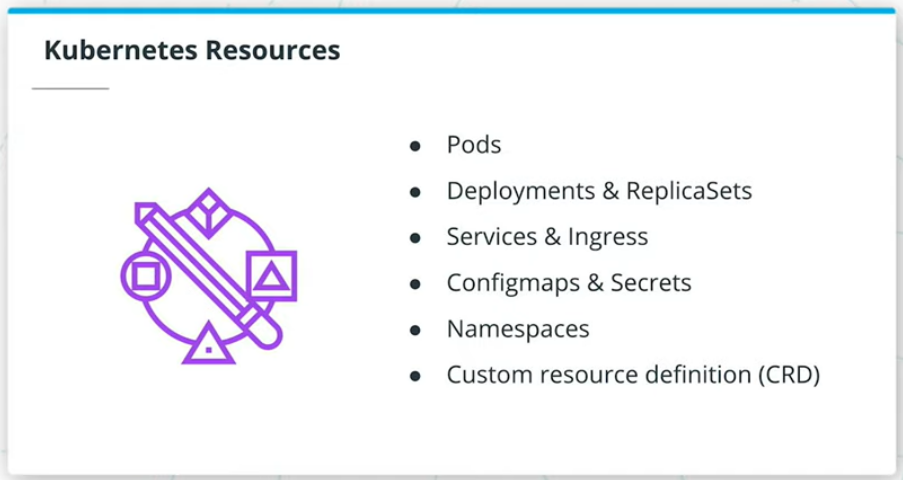 Kubernetes Resources
● Pods
● Deployments & ReplicaSets
● Services & Ingress
● Configmaps & Secrets
● Namespaces
● Custom resource definition (CRD)